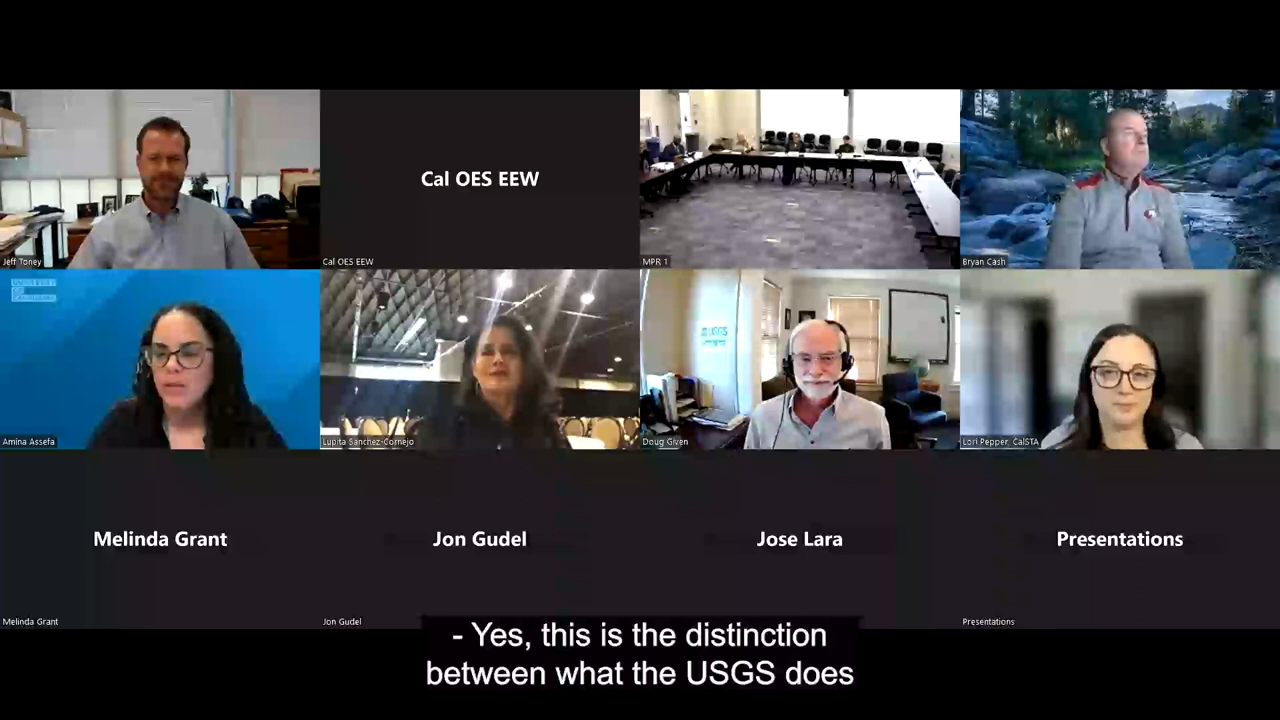 Cal OES EEW
Jeff Toney
Cal OES EEW
MPR 1
Bryan Cash
USGS
Amina Assefa
Lupita Sanchez-Cornejo
Doug Given
Lori Pepper, CalSTA
Melinda Grant
Jon Gudel
Jose Lara
Presentations
Melinda Grant
Jon Gudel
Presentations
- Yes, this is the distinction
between what the USGS does